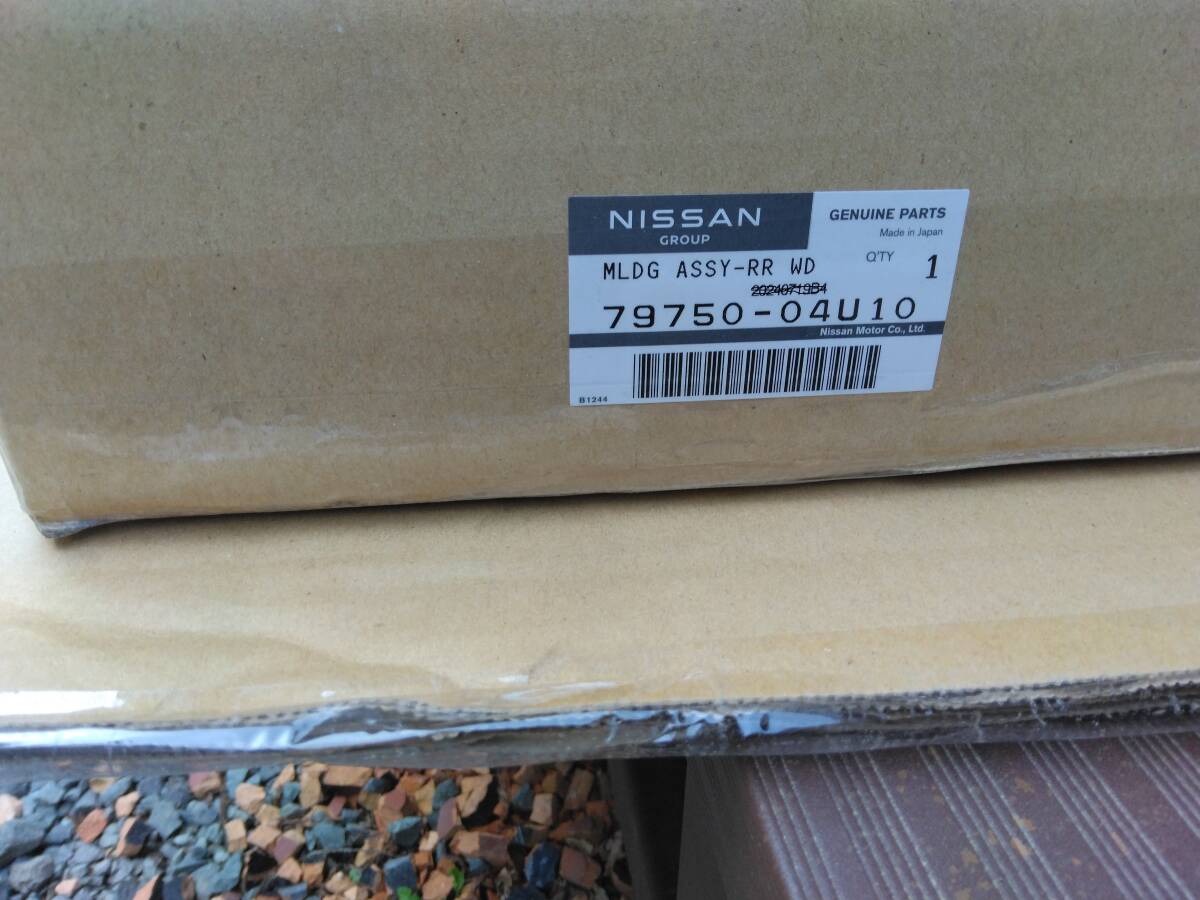 NISSAN
GROUP
GENUINE PARTS
Made in Japan
MLDG ASSY-RR WD
Q'TY
1
79750-04U10
Nissan Motor Co., Ltd.
B1244